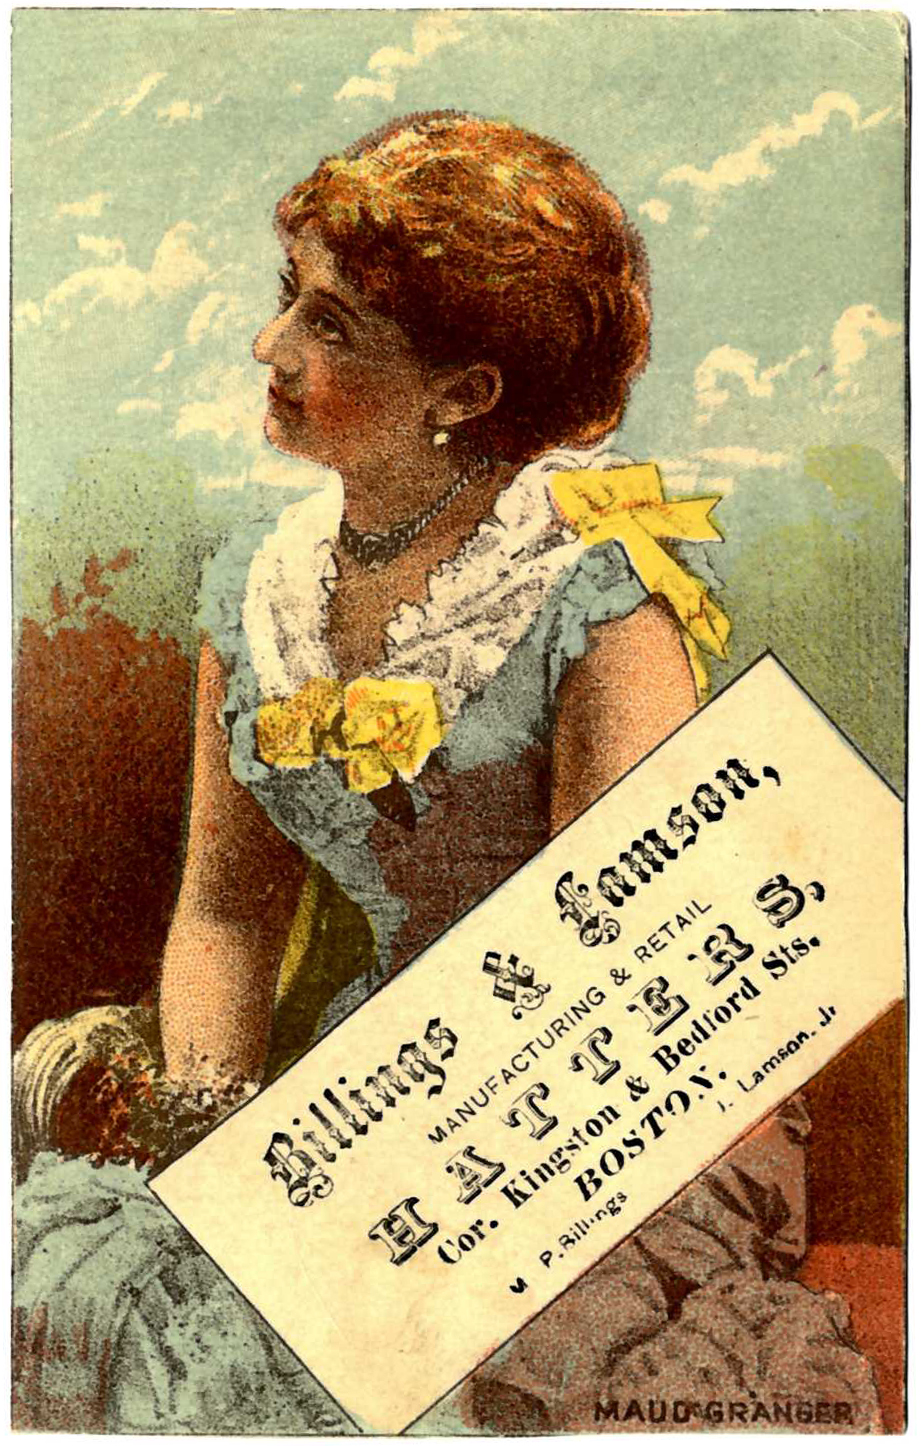 Billings & Lamson,
MANUFACTURING & RETAIL
HATTERS,
Cor. Kingston & Bedford Sts.
BOSTON.
M P. Billings
J. Lamson. Jr
MAUD GRANGER